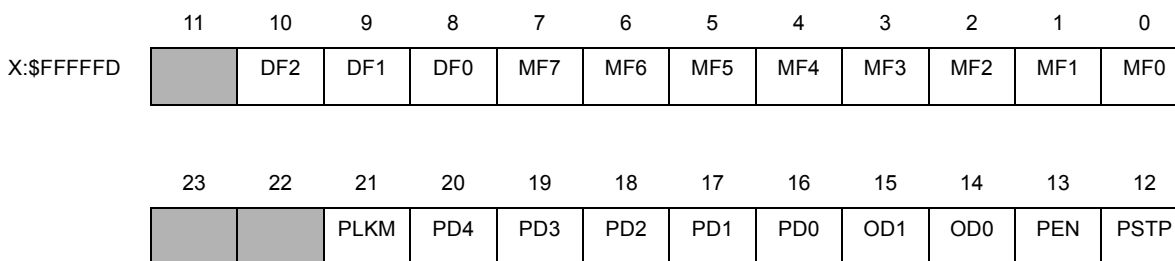 11 10 9 8 7 6 5 4 3 2 1 0
X:$FFFFFD DF2 DF1 DF0 MF7 MF6 MF5 MF4 MF3 MF2 MF1 MF0
23 22 21 20 19 18 17 16 15 14 13 12
PLKM PD4 PD3 PD2 PD1 PD0 OD1 OD0 PEN PSTP